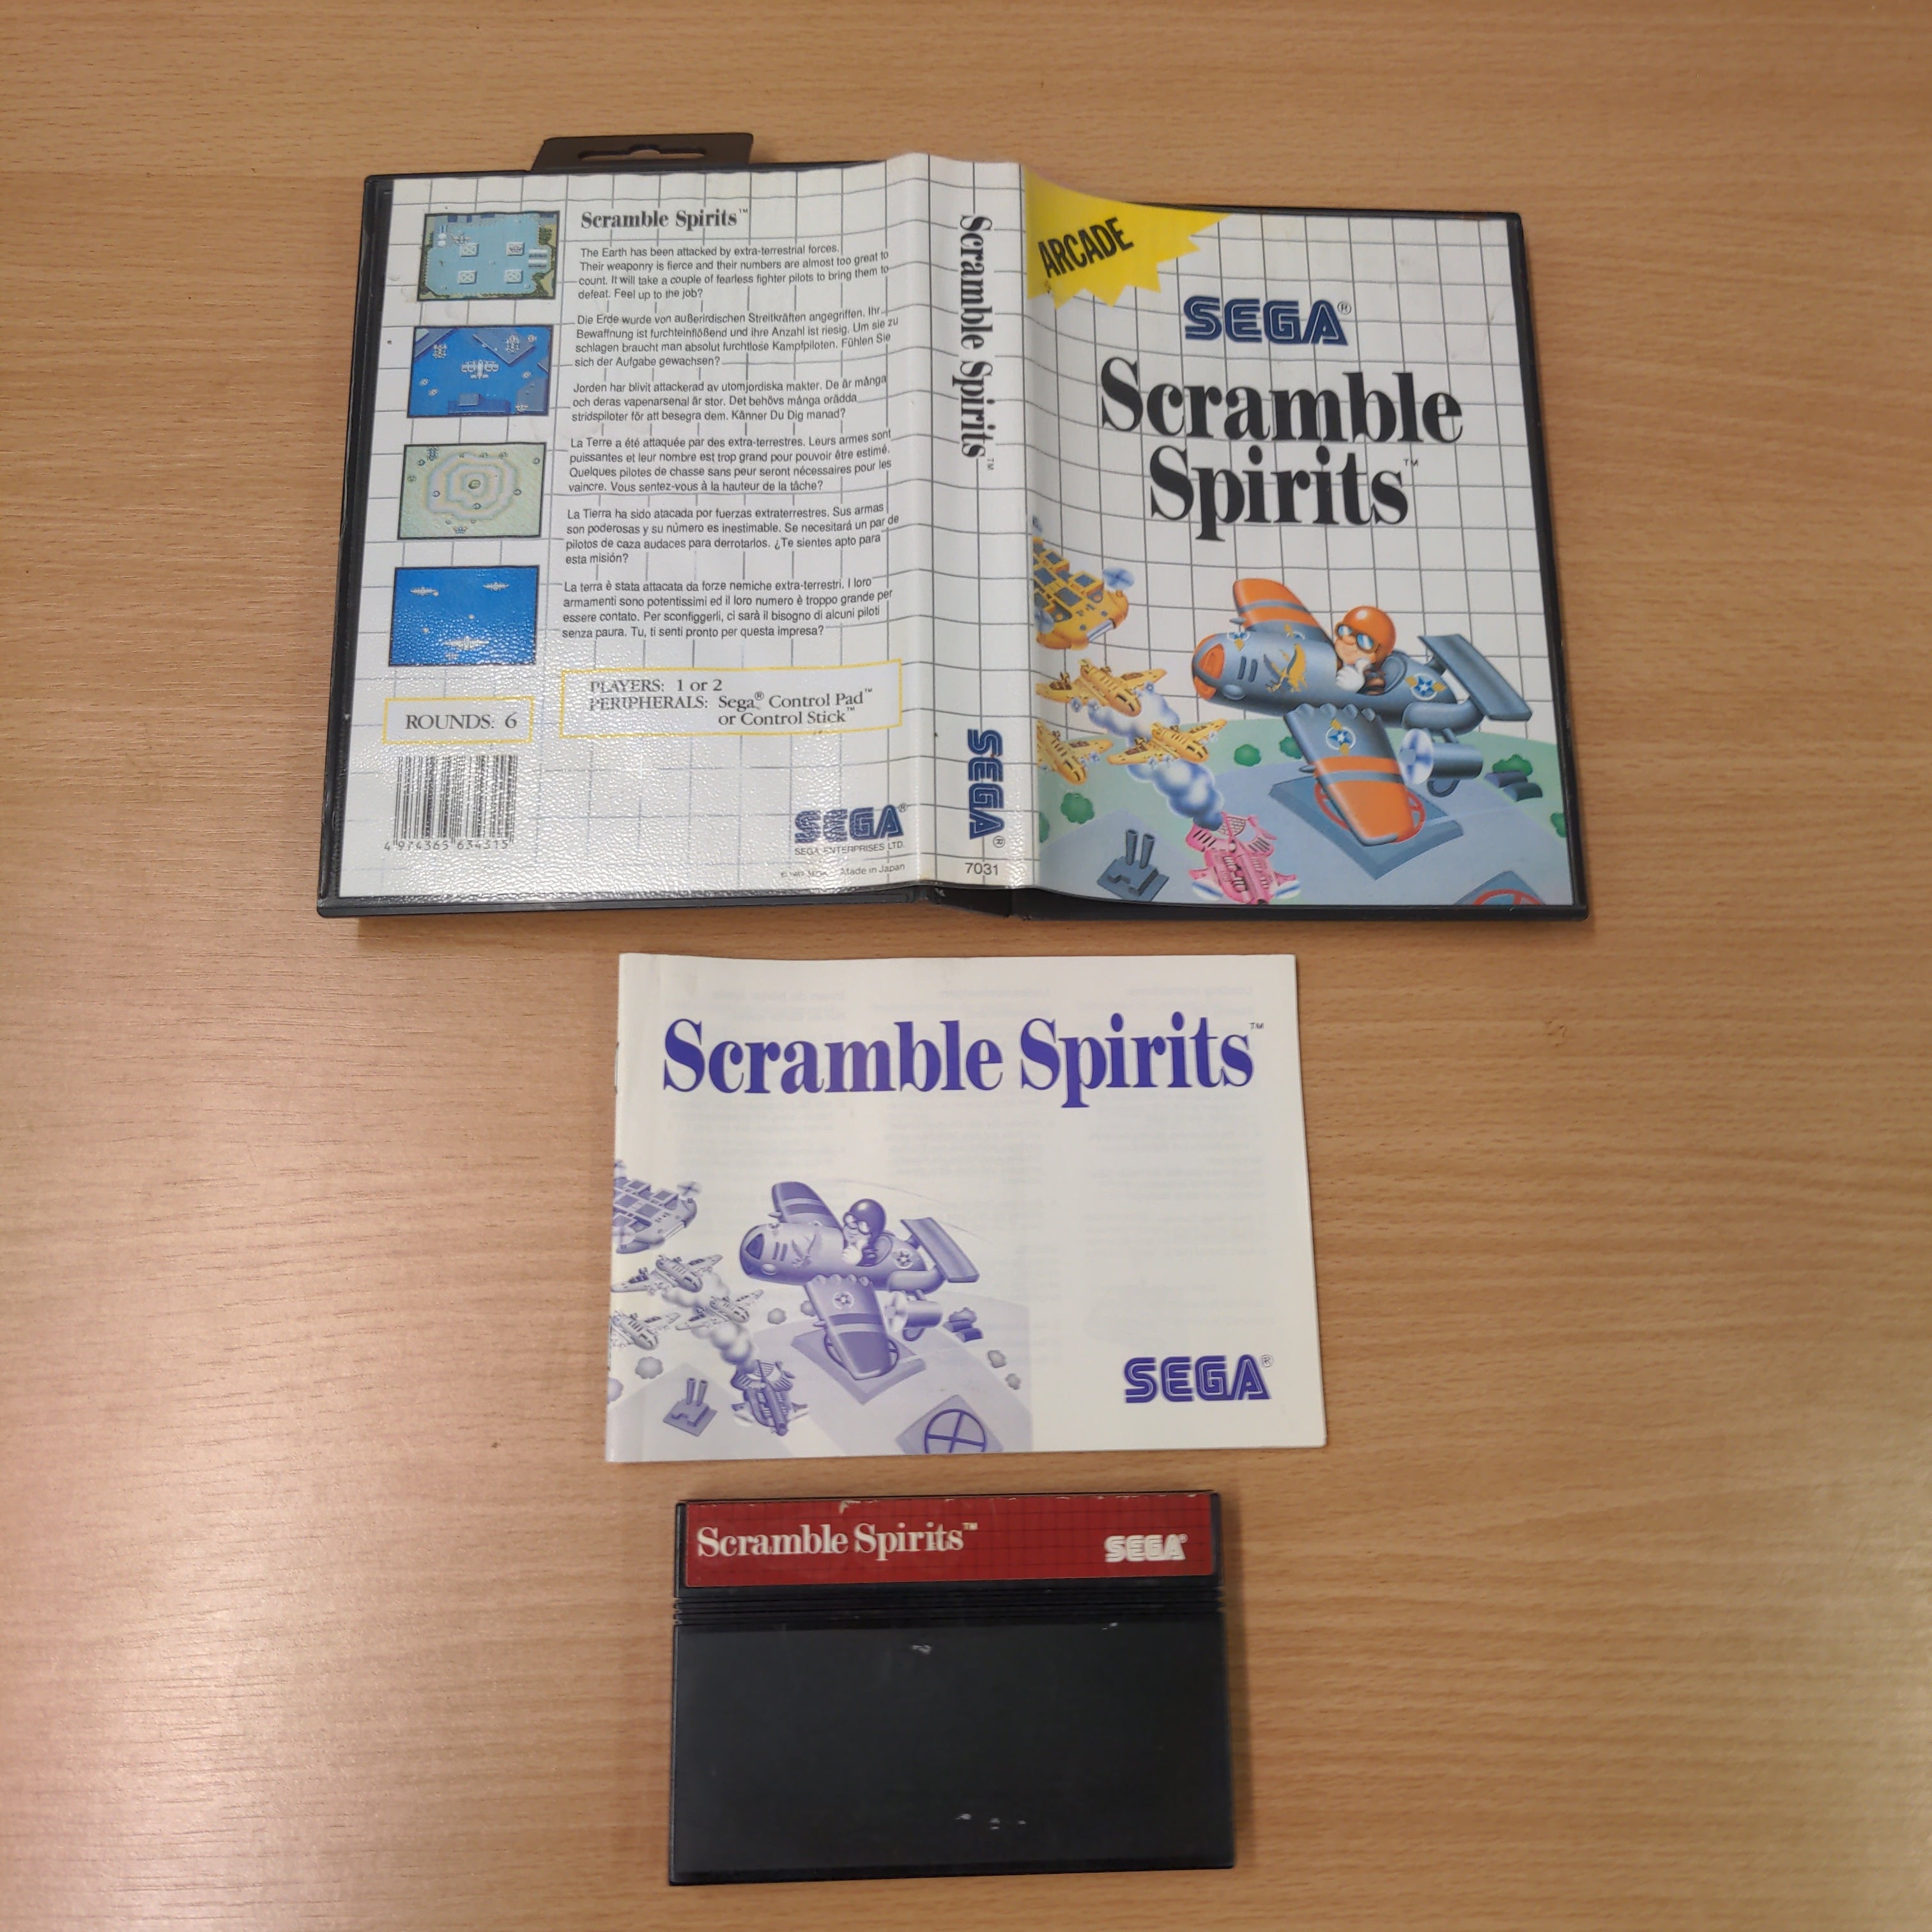 Scramble Spirits™
The Earth has been attacked by extra-terrestrial forces.
Their weaponry is fierce and their numbers are almost too great to
count. It will take a couple of fearless fighter pilots to bring them to
defeat. Feel up to the job?
Die Erde wurde von außerirdischen Streitkräften angegriffen. Ihr
Bewaffnung ist furchteinflößend und ihre Anzahl ist riesig. Um sie zu
schlagen braucht man absolut furchtlose Kampfpiloten. Fühlen Sie
sich der Aufgabe gewachsen?
Jorden har blivit attackerad av utomjordiska makter. De är många
och deras vapenarsenal är stor. Det behövs många orädda
stridspiloter för att besegra dem. Känner Du Dig manad?
La Terre a été attaquée par des extra-terrestres. Leurs armes sont
puissantes et leur nombre est trop grand pour pouvoir être estimé.
Quelques pilotes de chasse sans peur seront nécessaires pour les
vaincre. Vous sentez-vous à la hauteur de la tâche?
La Tierra ha sido atacada por fuerzas extraterrestres. Sus armas
son poderosas y su número es inestimable. Se necesitará un par de
pilotos de caza audaces para derrotarlos. ¿Te sientes apto para
esta misión?
La terra è stata attacata da forze nemiche extra-terrestri. I loro
armamenti sono potentissimi ed il loro numero è troppo grande per
essere contato. Per sconfiggerli, ci sarà il bisogno di alcuni piloti
senza paura. Tu, ti senti pronto per questa impresa?
ROUNDS: 6
PLAYERS: 1 or 2
PERIPHERALS: Sega® Control Pad™
or Control Stick™
4 974365 634315
SEGA®
SEGA ENTERPRISES LTD.
Made in Japan
Scramble Spirits™
SEGA®
7031
ARCADE
SEGA®
Scramble
Spirits™
Scramble Spirits™
SEGA®
Scramble Spirits™
SEGA®